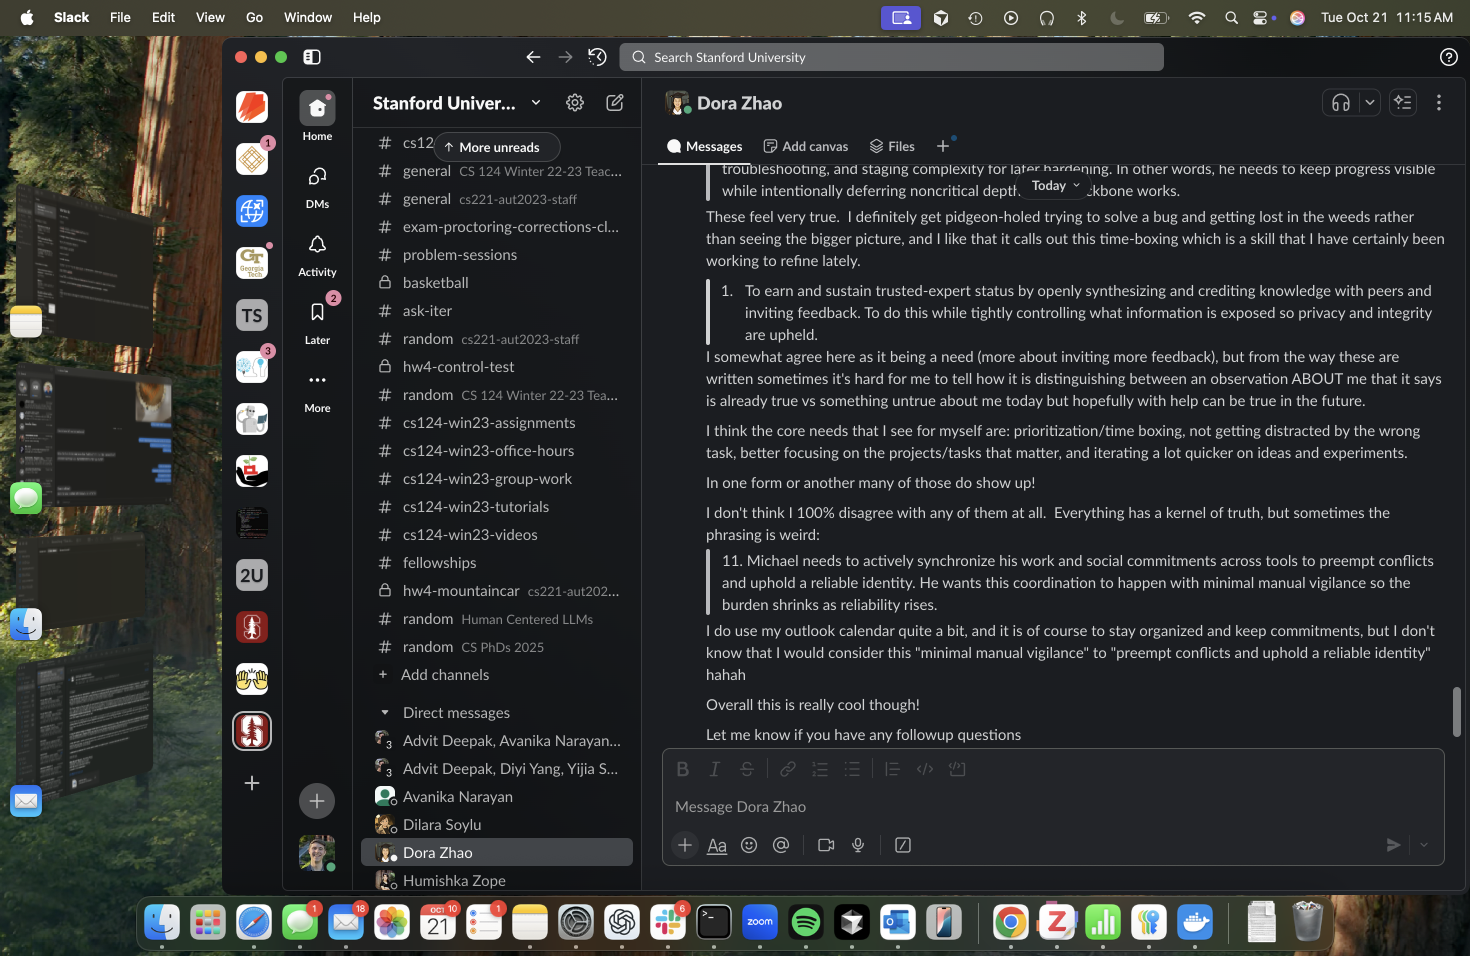 Slack File Edit View Go Window Help
Tue Oct 21 11:15 AM
Search Stanford University
1
GT
Georgia
Tech
TS
3
2U
Home
DMs
Activity
2
Later
More
Stanford Univer...
cs12
More unreads
general CS 124 Winter 22-23 Teac...
general cs221-aut2023-staff
exam-proctoring-corrections-cl...
problem-sessions
basketball
ask-iter
random cs221-aut2023-staff
hw4-control-test
random CS 124 Winter 22-23 Tea...
cs124-win23-assignments
cs124-win23-office-hours
cs124-win23-group-work
cs124-win23-tutorials
cs124-win23-videos
fellowships
hw4-mountaincar cs221-aut202...
random Human Centered LLMs
random CS PhDs 2025
Add channels
Direct messages
3 Advit Deepak, Avanika Narayan...
3 Advit Deepak, Diyi Yang, Yijia S...
Avanika Narayan
Dilara Soylu
Dora Zhao
Humishka Zope
Dora Zhao
Messages Add canvas Files
troubleshooting, and staging complexity for later hardening. In other words, he needs to keep progress visible
while intentionally deferring noncritical depth ckbone works.
Today
These feel very true. I definitely get pidgeon-holed trying to solve a bug and getting lost in the weeds rather
than seeing the bigger picture, and I like that it calls out this time-boxing which is a skill that I have certainly been
working to refine lately.
1. To earn and sustain trusted-expert status by openly synthesizing and crediting knowledge with peers and
inviting feedback. To do this while tightly controlling what information is exposed so privacy and integrity
are upheld.
I somewhat agree here as it being a need (more about inviting more feedback), but from the way these are
written sometimes it's hard for me to tell how it is distinguishing between an observation ABOUT me that it says
is already true vs something untrue about me today but hopefully with help can be true in the future.
I think the core needs that I see for myself are: prioritization/time boxing, not getting distracted by the wrong
task, better focusing on the projects/tasks that matter, and iterating a lot quicker on ideas and experiments.
In one form or another many of those do show up!
I don't think I 100% disagree with any of them at all. Everything has a kernel of truth, but sometimes the
phrasing is weird:
11. Michael needs to actively synchronize his work and social commitments across tools to preempt conflicts
and uphold a reliable identity. He wants this coordination to happen with minimal manual vigilance so the
burden shrinks as reliability rises.
I do use my outlook calendar quite a bit, and it is of course to stay organized and keep commitments, but I don't
know that I would consider this "minimal manual vigilance" to "preempt conflicts and uphold a reliable identity"
hahah
Overall this is really cool though!
Let me know if you have any followup questions
Message Dora Zhao
Aa
1
18
OCT
21
10
1
6
zoom